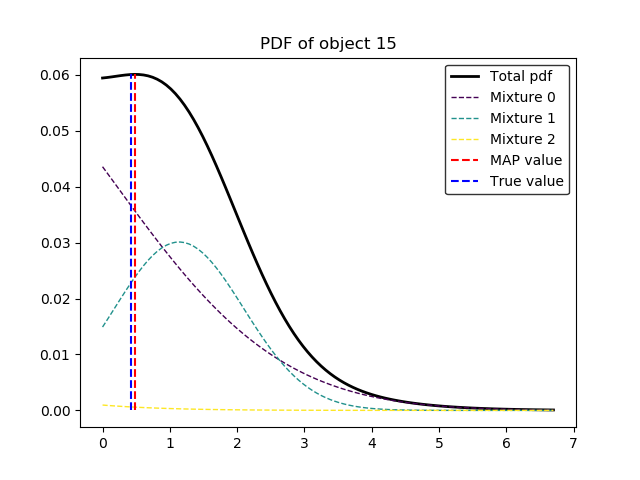 PDF of object 15
0.06
0.05
0.04
0.03
0.02
0.01
0.00
0 1 2 3 4 5 6 7
Total pdf
Mixture 0
Mixture 1
Mixture 2
MAP value
True value